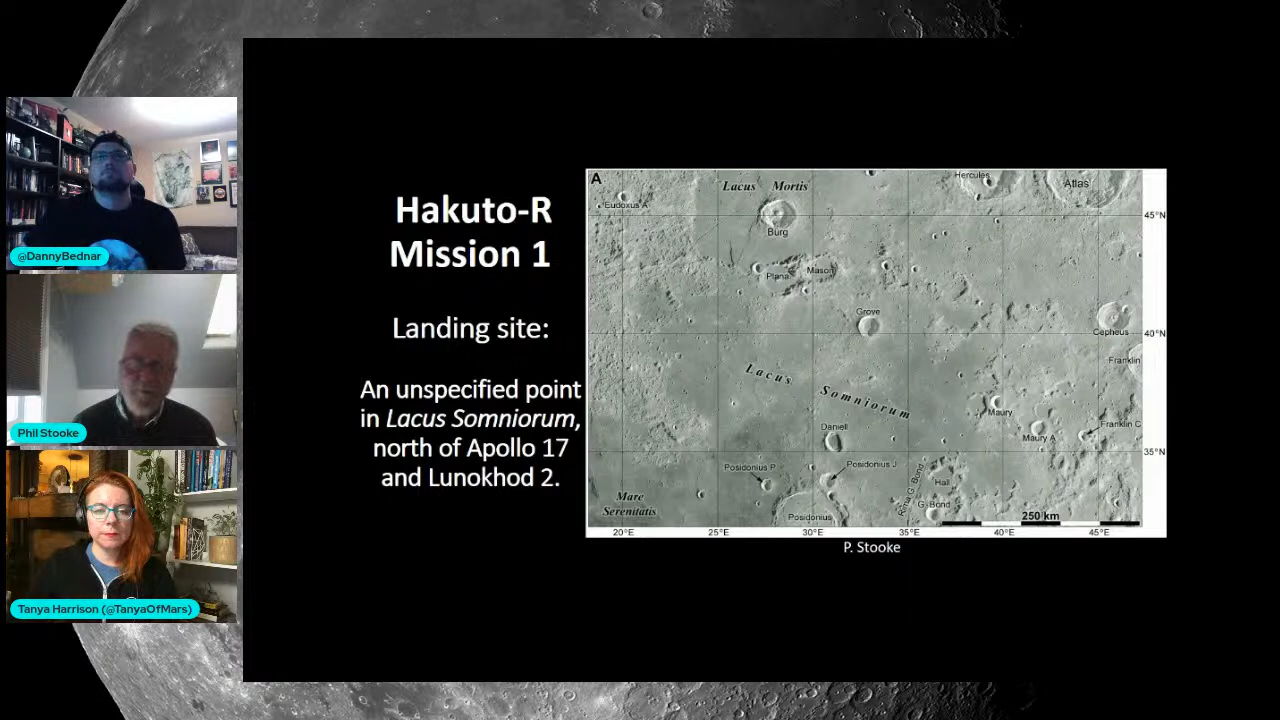 @DannyBednar
Phil Stooke
Tanya Harrison (@TanyaOfMars)
Hakuto-R
Mission 1
Landing site:
An unspecified point
in Lacus Somniorum,
north of Apollo 17
and Lunokhod 2.
A
Lacus Mortis
Hercules
Atlas
Eudoxus A
45°N
Burg
Plana
Mason
Grove
Cepheus
40°N
Franklin
Lacus Somniorum
Maury
Franklin C
Daniell
Maury A
35°N
Posidonius P
Posidonius J
Rima G. Bond
Hall
Mare
Serenitatis
G. Bond
Posidonius
250 km
20°E
25°E
30°E
35°E
40°E
45°E
P. Stooke